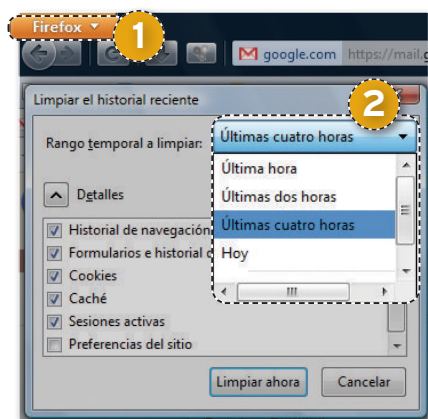 Firefox
1
google.com https://mail.g
Limpiar el historial reciente
2
Rango temporal a limpiar: Últimas cuatro horas
Última hora
Detalles
Últimas dos horas
Historial de navegación
Últimas cuatro horas
Formularios e historial
Hoy
Cookies
Caché
Sesiones activas
Preferencias del sitio
Limpiar ahora Cancelar